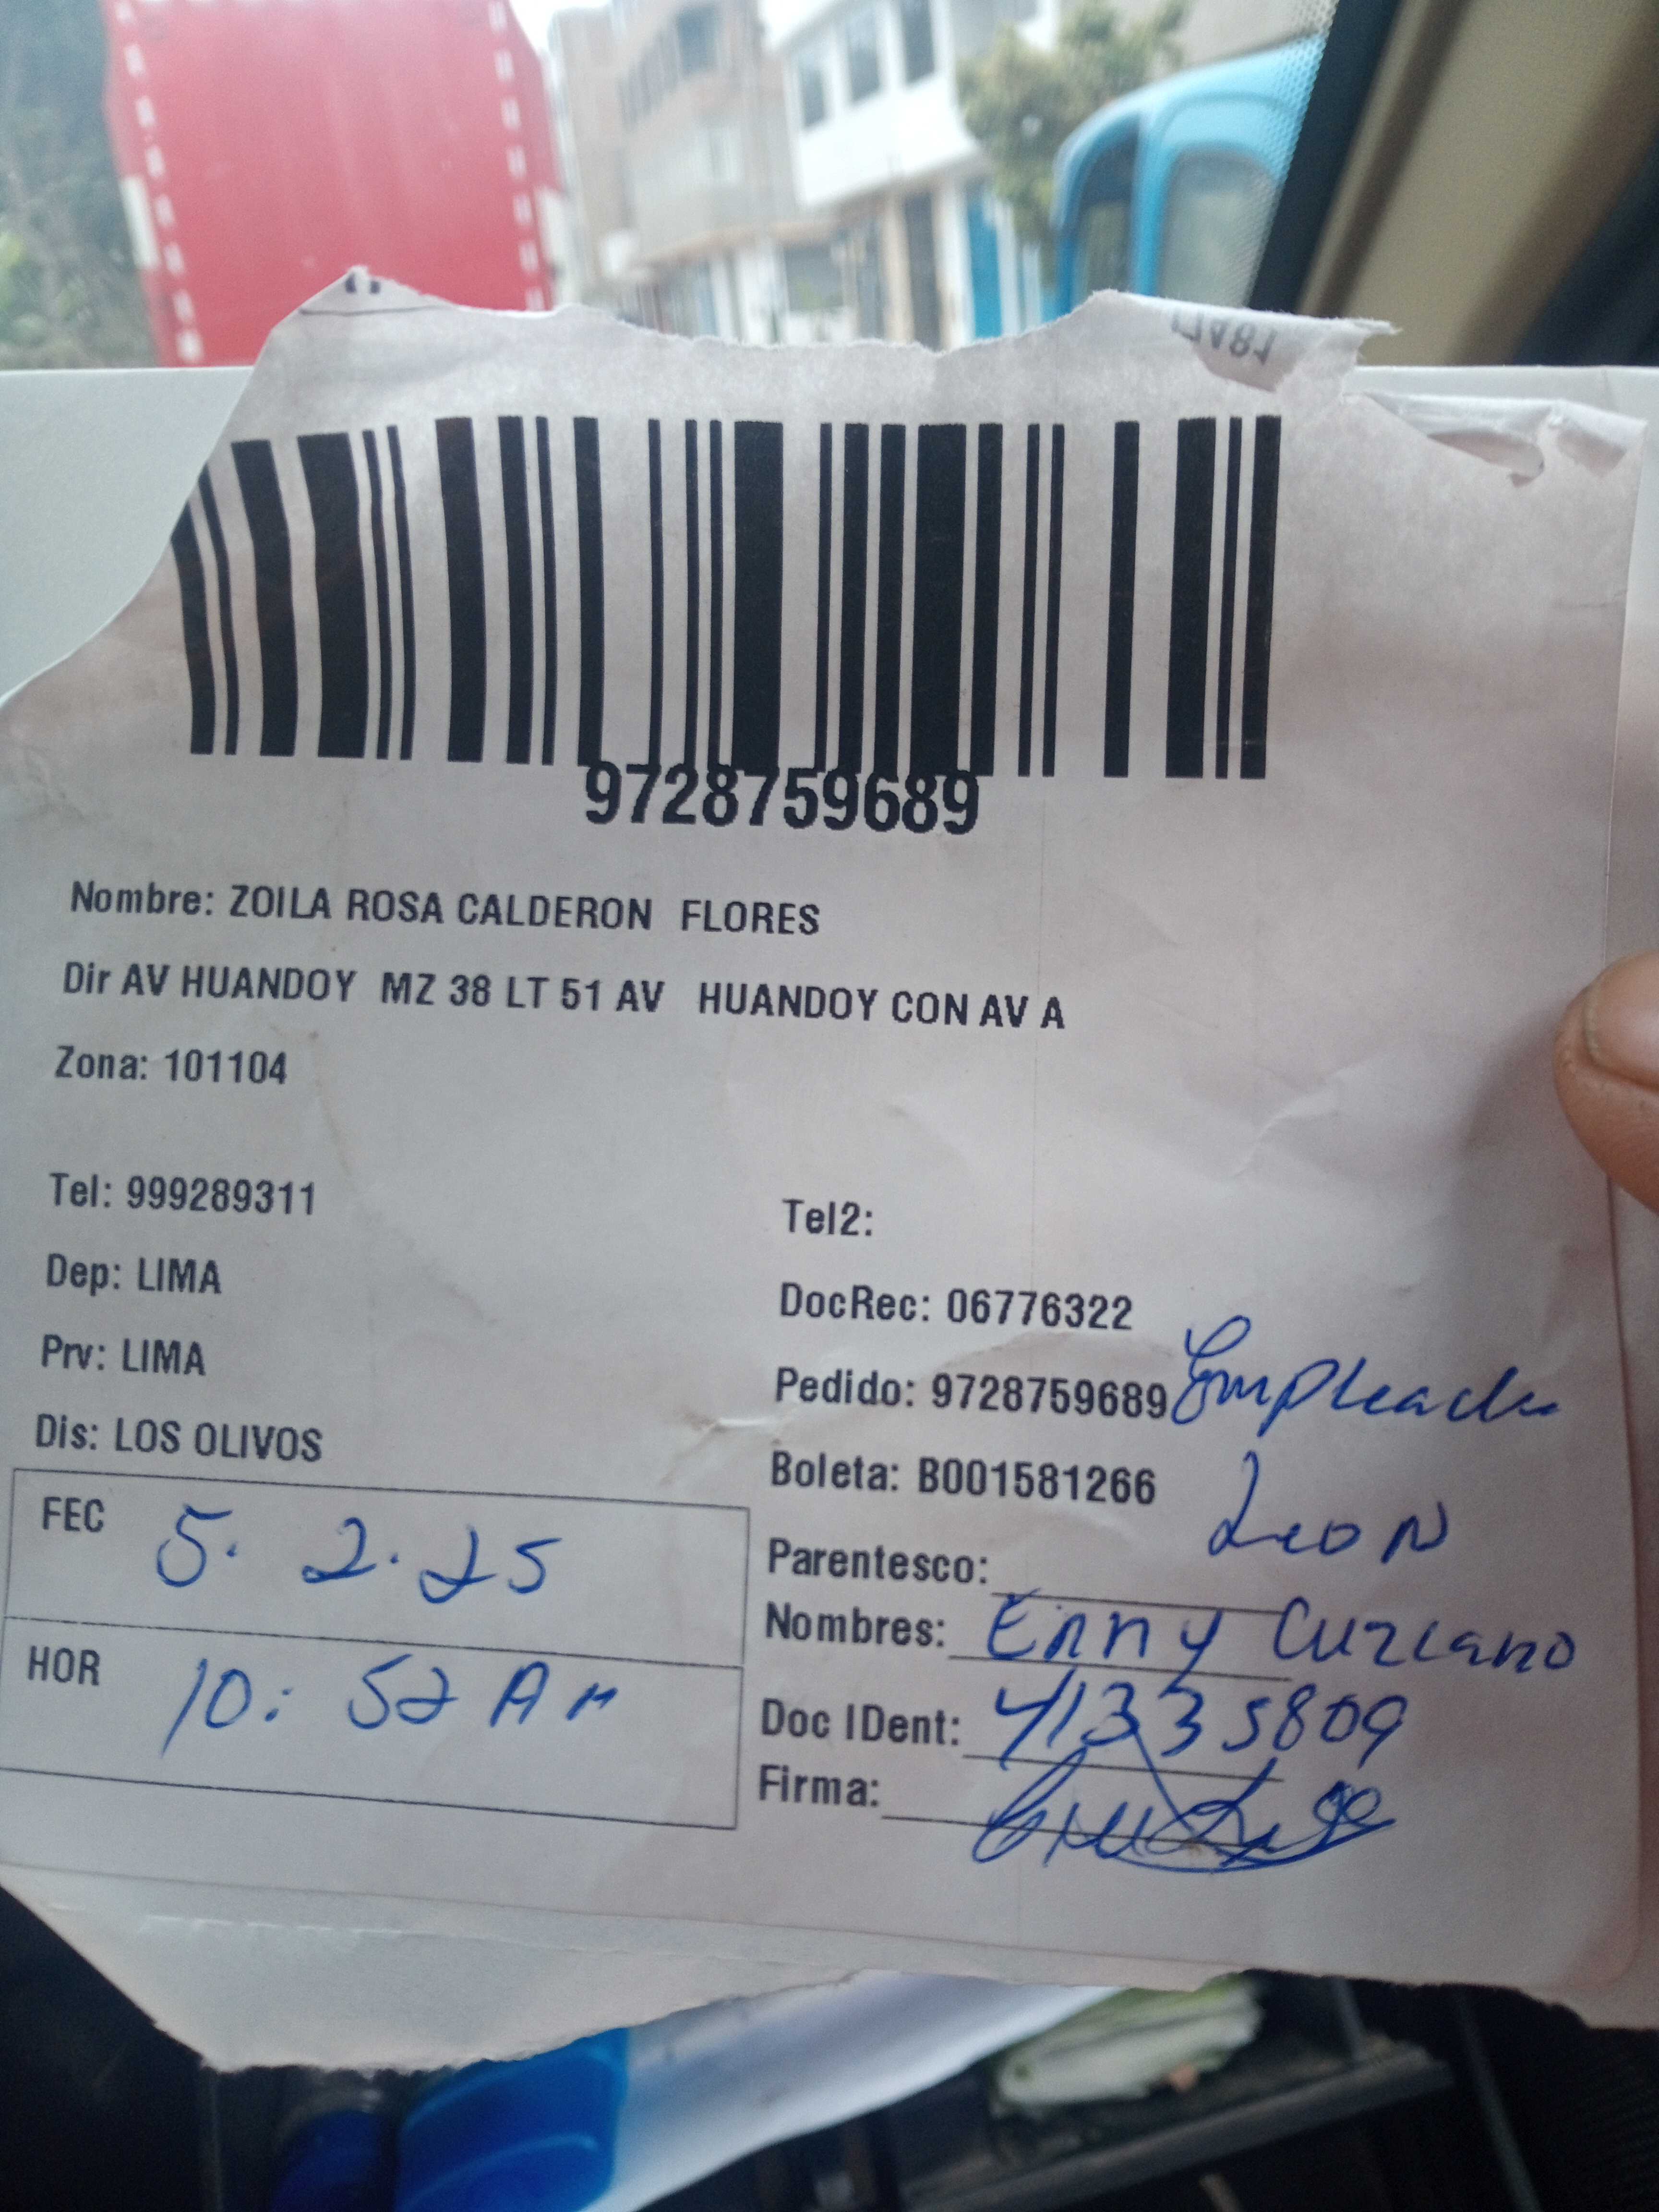 9728759689
Nombre: ZOILA ROSA CALDERON FLORES
Dir AV HUANDOY MZ 38 LT 51 AV HUANDOY CON AV A
Zona: 101104
Tel: 999289311
Tel2:
Dep: LIMA
DocRec: 06776322
Prv: LIMA
Pedido: 9728759689
Dis: LOS OLIVOS
Boleta: B001581266
Leon
FEC 5. 2. 25
Parentesco:
Nombres: Enny Curcano
HOR 10: 52 AM
Doc IDent: 41335809
Firma: